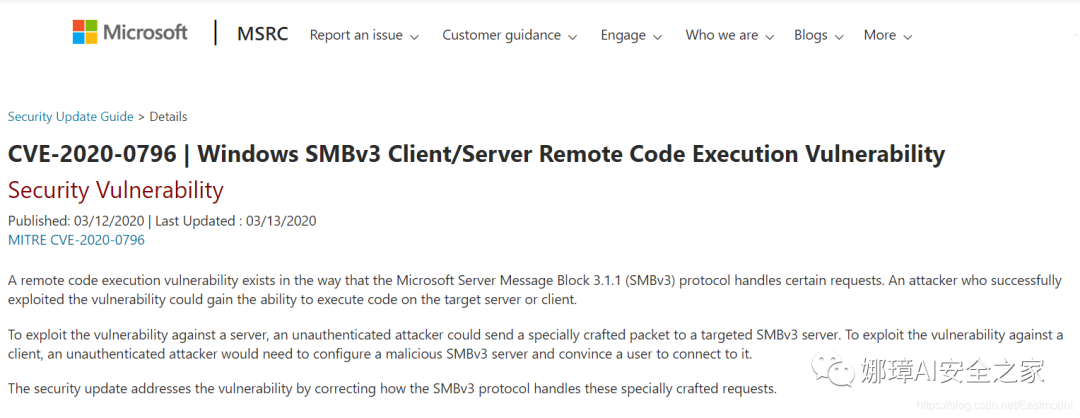 Microsoft | MSRC Report an issue Customer guidance Engage Who we are Blogs More
Security Update Guide > Details
CVE-2020-0796 | Windows SMBv3 Client/Server Remote Code Execution Vulnerability
Security Vulnerability
Published: 03/12/2020 | Last Updated : 03/13/2020
MITRE CVE-2020-0796
A remote code execution vulnerability exists in the way that the Microsoft Server Message Block 3.1.1 (SMBv3) protocol handles certain requests. An attacker who successfully
exploited the vulnerability could gain the ability to execute code on the target server or client.
To exploit the vulnerability against a server, an unauthenticated attacker could send a specially crafted packet to a targeted SMBv3 server. To exploit the vulnerability against a
client, an unauthenticated attacker would need to configure a malicious SMBv3 server and convince a user to connect to it.
The security update addresses the vulnerability by correcting how the SMBv3 protocol handles these specially crafted requests.
娜璋AI安全之家
https://blog.csdn.net/Eastmount